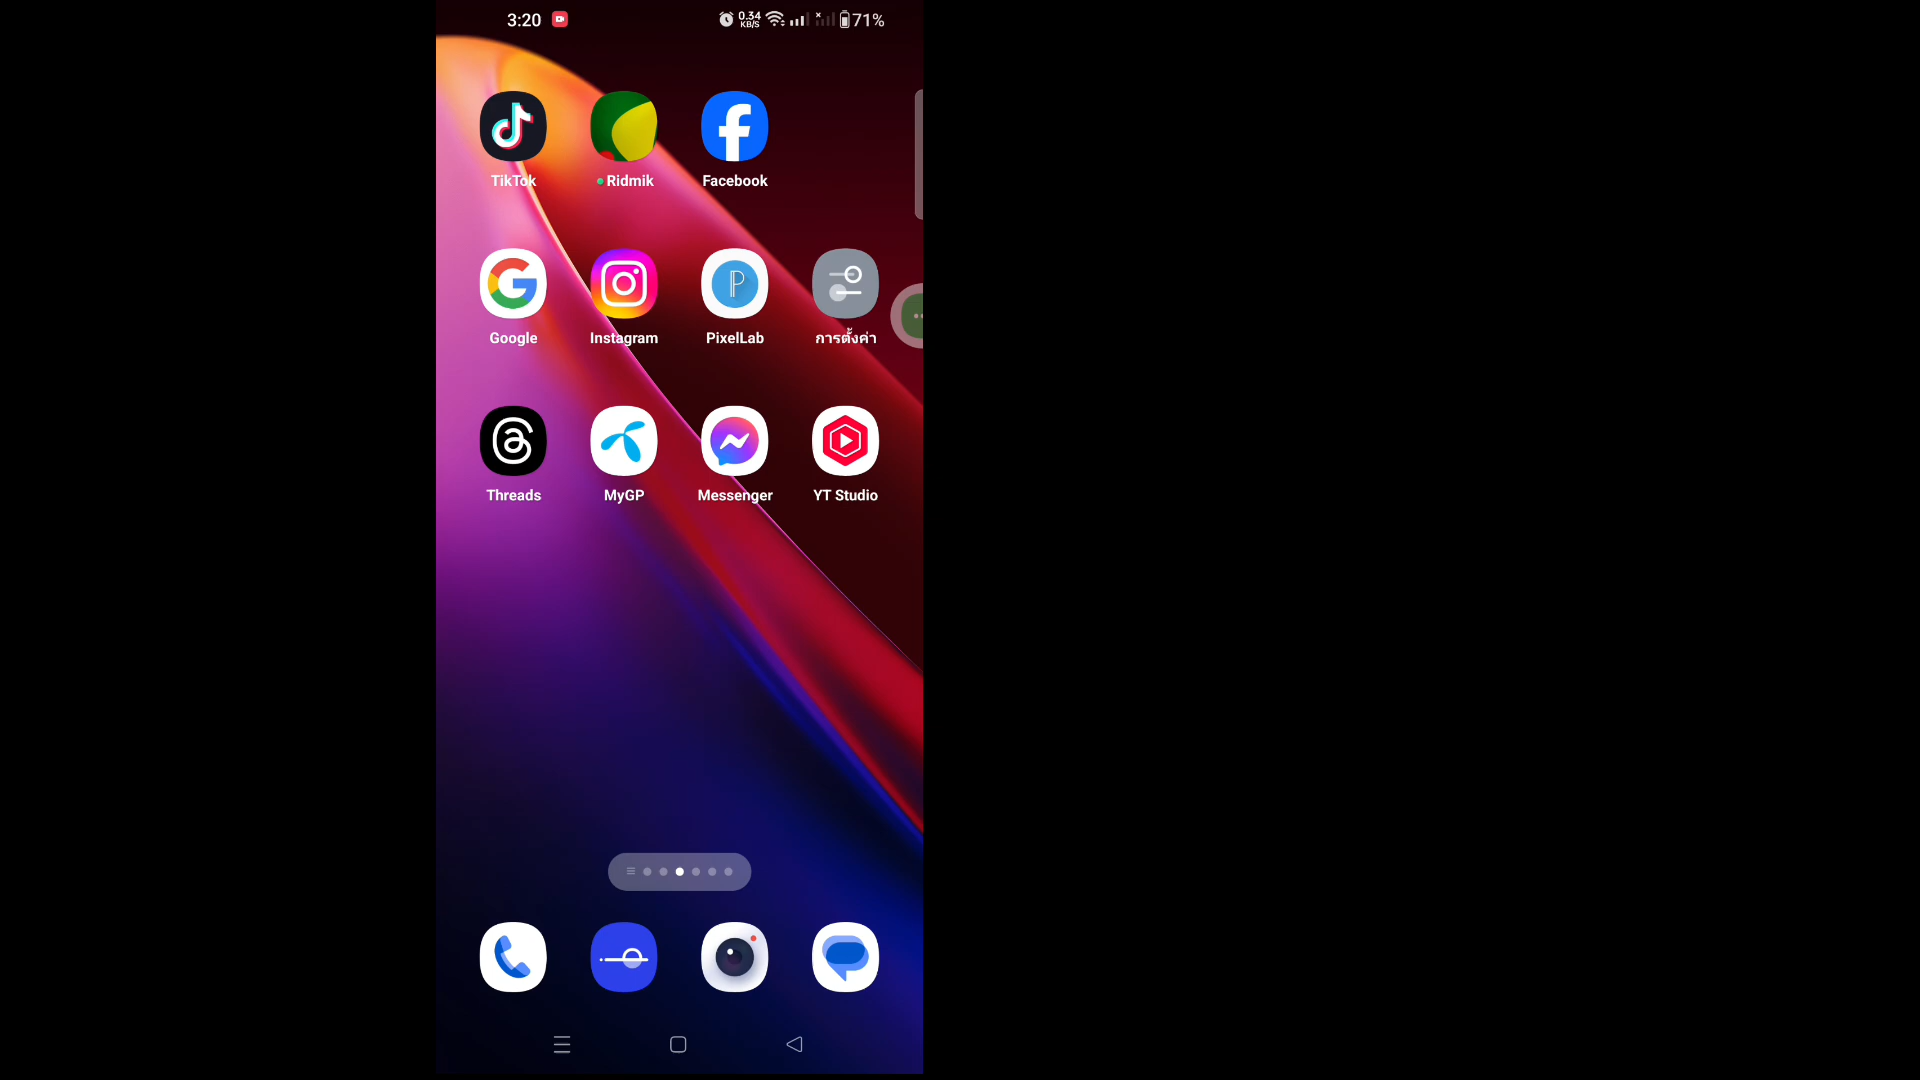 3:20 0.34 KB/S 71%
TikTok Ridmik Facebook
Google Instagram PixelLab การตั้งค่า
Threads MyGP Messenger YT Studio